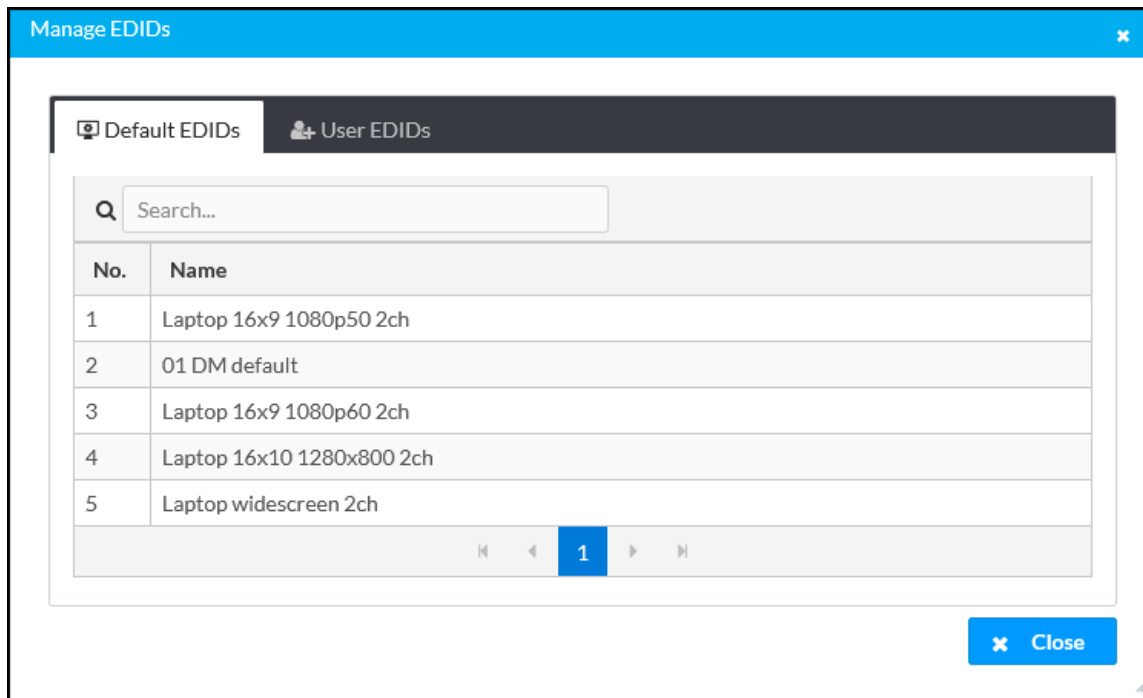 Manage EDIDs
Default EDIDs User EDIDs
Search...
No. Name
1 Laptop 16x9 1080p50 2ch
2 01 DM default
3 Laptop 16x9 1080p60 2ch
4 Laptop 16x10 1280x800 2ch
5 Laptop widescreen 2ch
1
Close